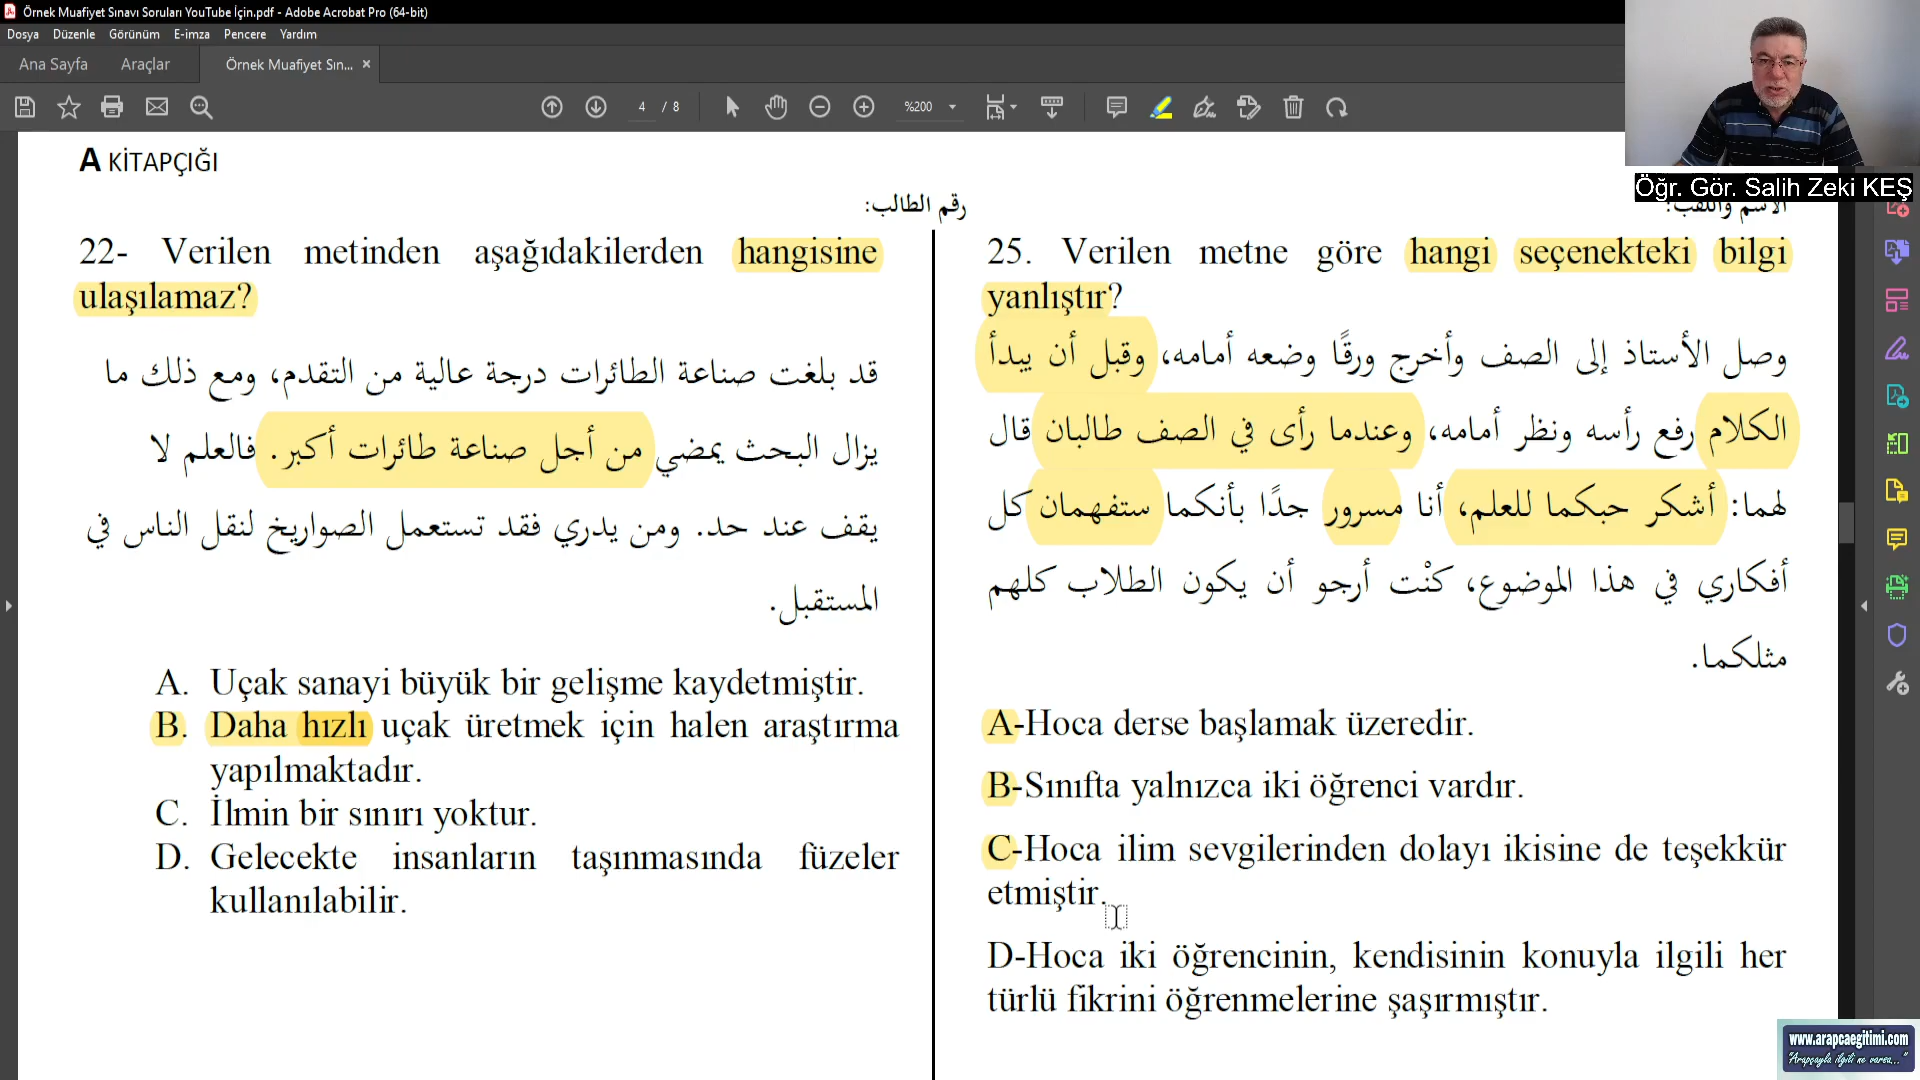 Örnek Muafiyet Sınavı Soruları YouTube İçin.pdf - Adobe Acrobat Pro (64-bit)
Dosya Düzenle Görünüm E-imza Pencere Yardım
Ana Sayfa Araçlar Örnek Muafiyet Sın... ×
4 / 8 %200
Öğr. Gör. Salih Zeki KEŞ
A KİTAPÇIĞI
الاسم واللقب:
رقم الطالب:
22- Verilen metinden aşağıdakilerden hangisine
ulaşılamaz?
قد بلغت صناعة الطائرات درجة عالية من التقدم، ومع ذلك ما
يزال البحث يمضي من أجل صناعة طائرات أكبر. فالعلم لا
يقف عند حد. ومن يدري فقد تستعمل الصواريخ لنقل الناس في
المستقبل.
A. Uçak sanayi büyük bir gelişme kaydetmiştir.
B. Daha hızlı uçak üretmek için halen araştırma
yapılmaktadır.
C. İlmin bir sınırı yoktur.
D. Gelecekte insanların taşınmasında füzeler
kullanılabilir.
25. Verilen metne göre hangi seçenekteki bilgi
yanlıştır?
وصل الأستاذ إلى الصف وأخرج ورقًا وضعه أمامه، وقبل أن يبدأ
الكلام رفع رأسه ونظر أمامه، وعندما رأى في الصف طالبان قال
لهما: أشكر حبكما للعلم، أنا مسرور جدًا بأنكما ستفهمان كل
أفكاري في هذا الموضوع، كنْت أرجو أن يكون الطلاب كلهم
مثلكما.
A-Hoca derse başlamak üzeredir.
B-Sınıfta yalnızca iki öğrenci vardır.
C-Hoca ilim sevgilerinden dolayı ikisine de teşekkür
etmiştir.
D-Hoca iki öğrencinin, kendisinin konuyla ilgili her
türlü fikrini öğrenmelerine şaşırmıştır.
www.arapcaegitimi.com
"Arapçayla ilgili ne varsa..."